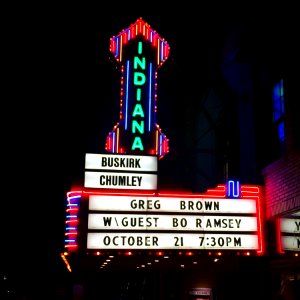 INDIANA
BUSKIRK
CHUMLEY
GREG BROWN
W\GUEST BO RAMSEY
OCTOBER 21 7:30PM